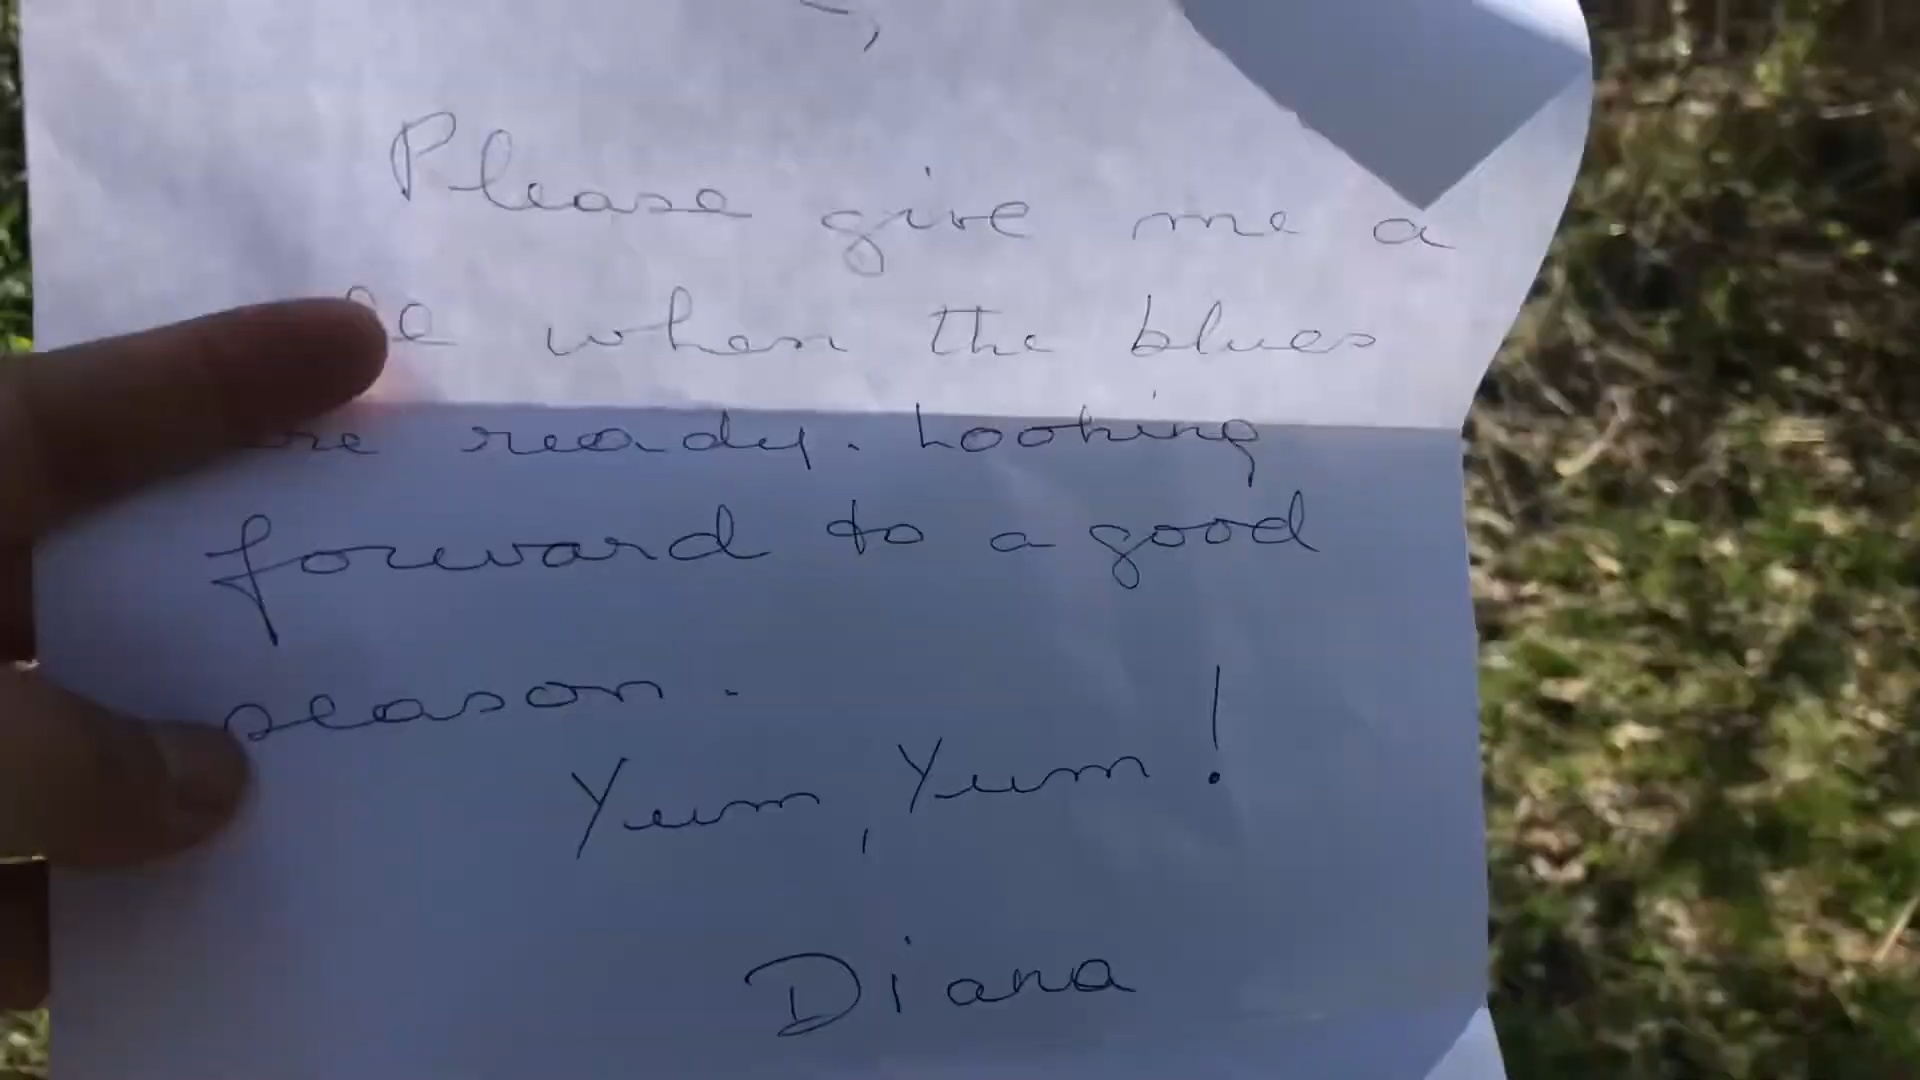 Please give me a
when the blues
ready. Looking
forward to a good
season.
Yum, Yum!
Diana